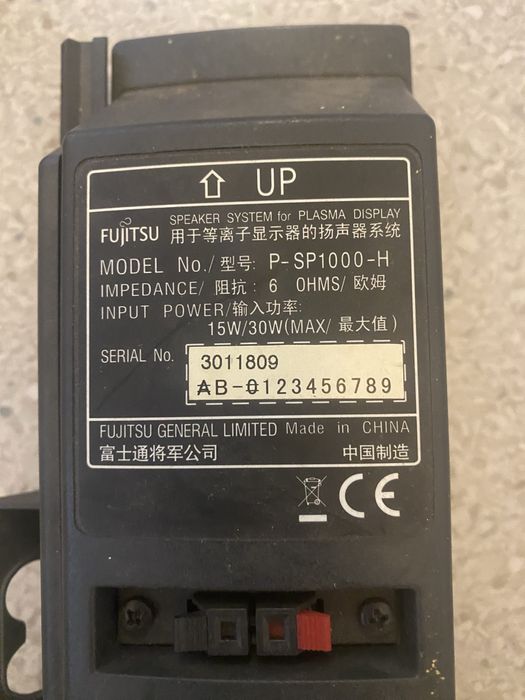 ⇧ UP
FUJITSU SPEAKER SYSTEM for PLASMA DISPLAY
用于等离子显示器的扬声器系统
MODEL No./型号: P-SP1000-H
IMPEDANCE/阻抗: 6 OHMS/欧姆
INPUT POWER/输入功率:
15W/30W(MAX/最大值)
SERIAL No. 3011809
AB-0123456789
FUJITSU GENERAL LIMITED Made in CHINA
富士通将军公司 中国制造
CE